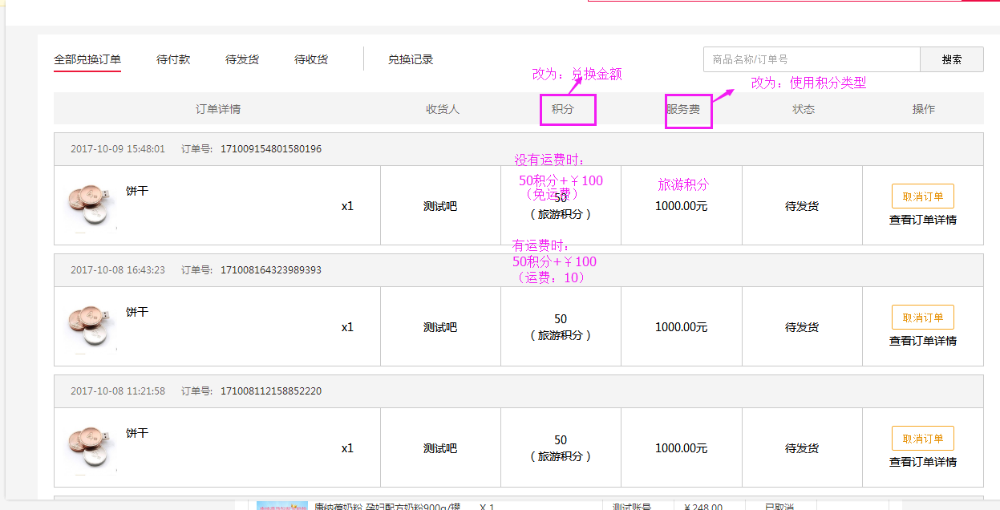 全部兑换订单 待付款 待发货 待收货 兑换记录 商品名称/订单号 搜索
改为：兑换金额
改为：使用积分类型
订单详情 收货人 积分 服务费 状态 操作
2017-10-09 15:48:01 订单号: 171009154801580196
没有运费时：
50积分+￥100
（免运费）
旅游积分
饼干
x1 测试吧 50 1000.00元 待发货 取消订单
（旅游积分） 查看订单详情
有运费时：
50积分+￥100
（运费：10）
2017-10-08 16:43:23 订单号: 171008164323989393
饼干
x1 测试吧 50 1000.00元 待发货 取消订单
（旅游积分） 查看订单详情
2017-10-08 11:21:58 订单号: 171008112158852220
饼干
x1 测试吧 50 1000.00元 待发货 取消订单
（旅游积分） 查看订单详情
康纳蓓奶粉 孕妇配方奶粉900g/罐 X 1 测试账号 ￥248.00 已取消